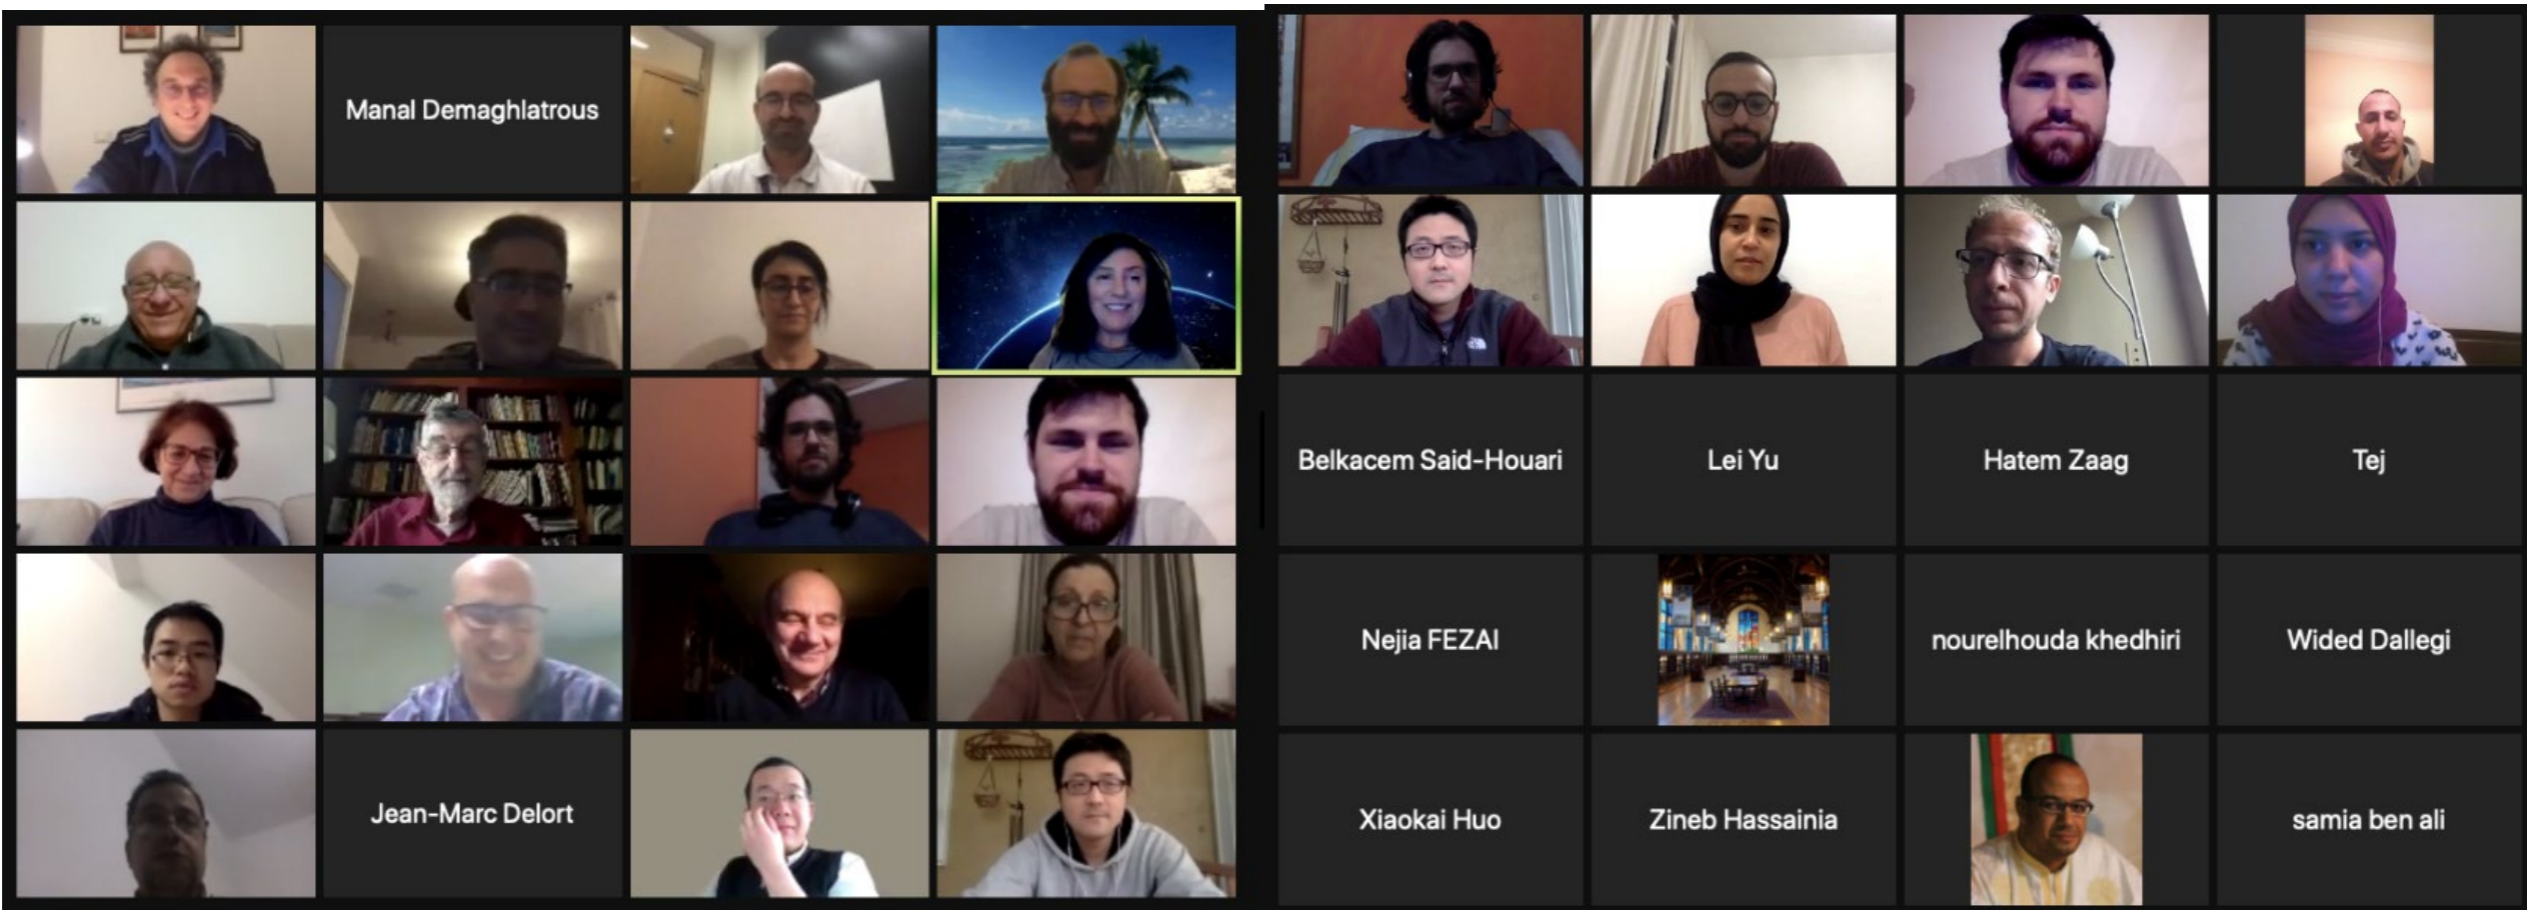 Manal Demaghlatrous
Jean-Marc Delort
Belkacem Said-Houari
Lei Yu
Hatem Zaag
Tej
Nejia FEZAI
nourelhouda khedhiri
Wided Dallegi
Xiaokai Huo
Zineb Hassainia
samia ben ali